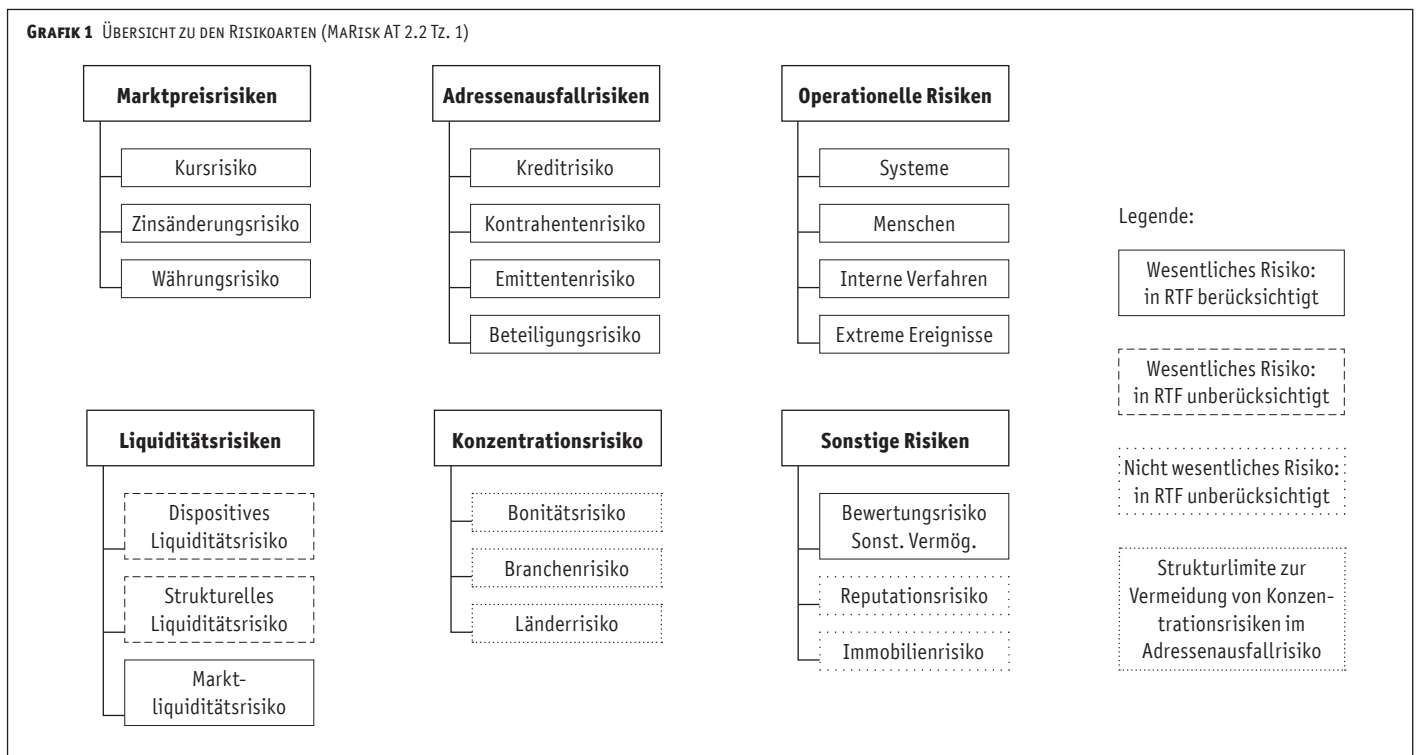 GRAFIK 1 ÜBERSICHT ZU DEN RISIKOARTEN (MARISK AT 2.2 TZ. 1)
Marktpreisrisiken
Kursrisiko
Zinsänderungsrisiko
Währungsrisiko
Adressenausfallrisiken
Kreditrisiko
Kontrahentenrisiko
Emittentenrisiko
Beteiligungsrisiko
Operationelle Risiken
Systeme
Menschen
Interne Verfahren
Extreme Ereignisse
Liquiditätsrisiken
Dispositives
Liquiditätsrisiko
Strukturelles
Liquiditätsrisiko
Markt-
liquiditätsrisiko
Konzentrationsrisiko
Bonitätsrisiko
Branchenrisiko
Länderrisiko
Sonstige Risiken
Bewertungsrisiko
Sonst. Vermög.
Reputationsrisiko
Immobilienrisiko
Legende:
Wesentliches Risiko:
in RTF berücksichtigt
Wesentliches Risiko:
in RTF unberücksichtigt
Nicht wesentliches Risiko:
in RTF unberücksichtigt
Strukturlimite zur
Vermeidung von Konzen-
trationsrisiken im
Adressenausfallrisiko